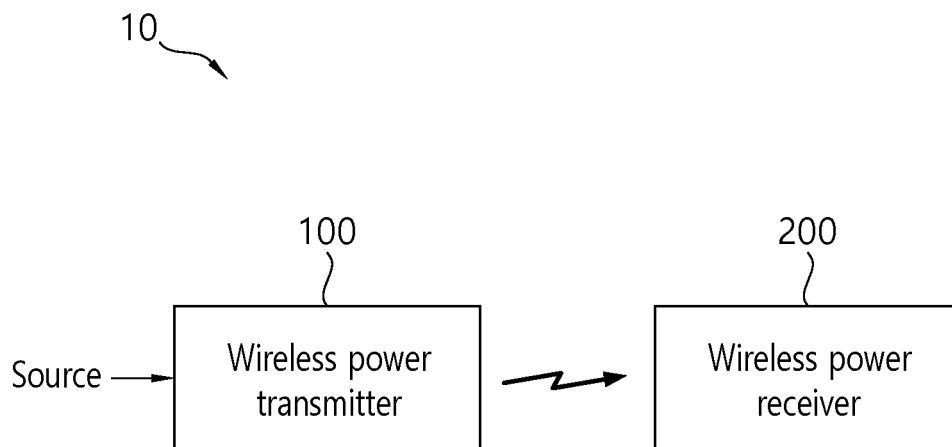 10
100
200
Source
Wireless power
transmitter
Wireless power
receiver